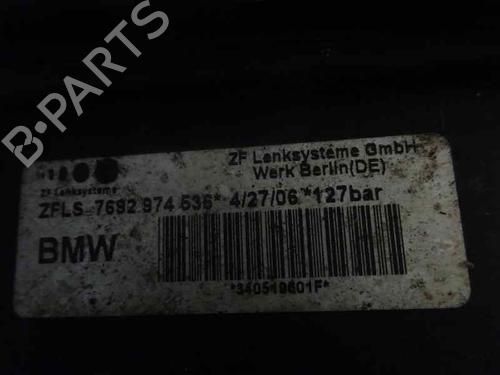 ZF Lenksysteme GmbH
Werk Berlin(DE)
ZF Lenksysteme
ZFLS 7692 974 536* 4/27/06 *127bar
BMW
*340519601F*
B-PARTS